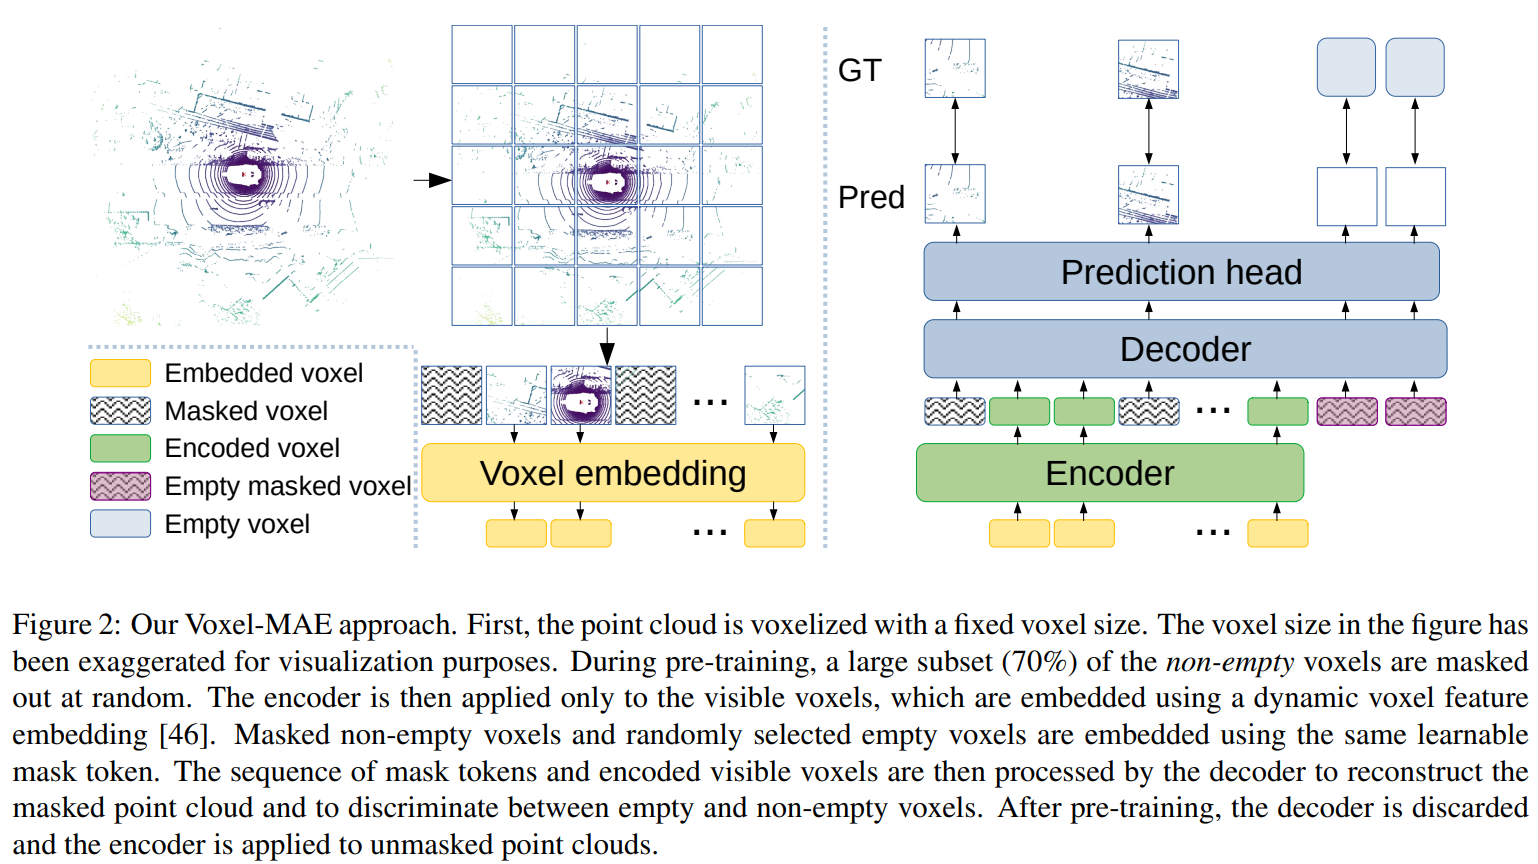 GT
Pred
Prediction head
Decoder
Embedded voxel
Masked voxel
Encoded voxel
Empty masked voxel
Empty voxel
...
Voxel embedding
...
...
Encoder
...
Figure 2: Our Voxel-MAE approach. First, the point cloud is voxelized with a fixed voxel size. The voxel size in the figure has
been exaggerated for visualization purposes. During pre-training, a large subset (70%) of the non-empty voxels are masked
out at random. The encoder is then applied only to the visible voxels, which are embedded using a dynamic voxel feature
embedding [46]. Masked non-empty voxels and randomly selected empty voxels are embedded using the same learnable
mask token. The sequence of mask tokens and encoded visible voxels are then processed by the decoder to reconstruct the
masked point cloud and to discriminate between empty and non-empty voxels. After pre-training, the decoder is discarded
and the encoder is applied to unmasked point clouds.